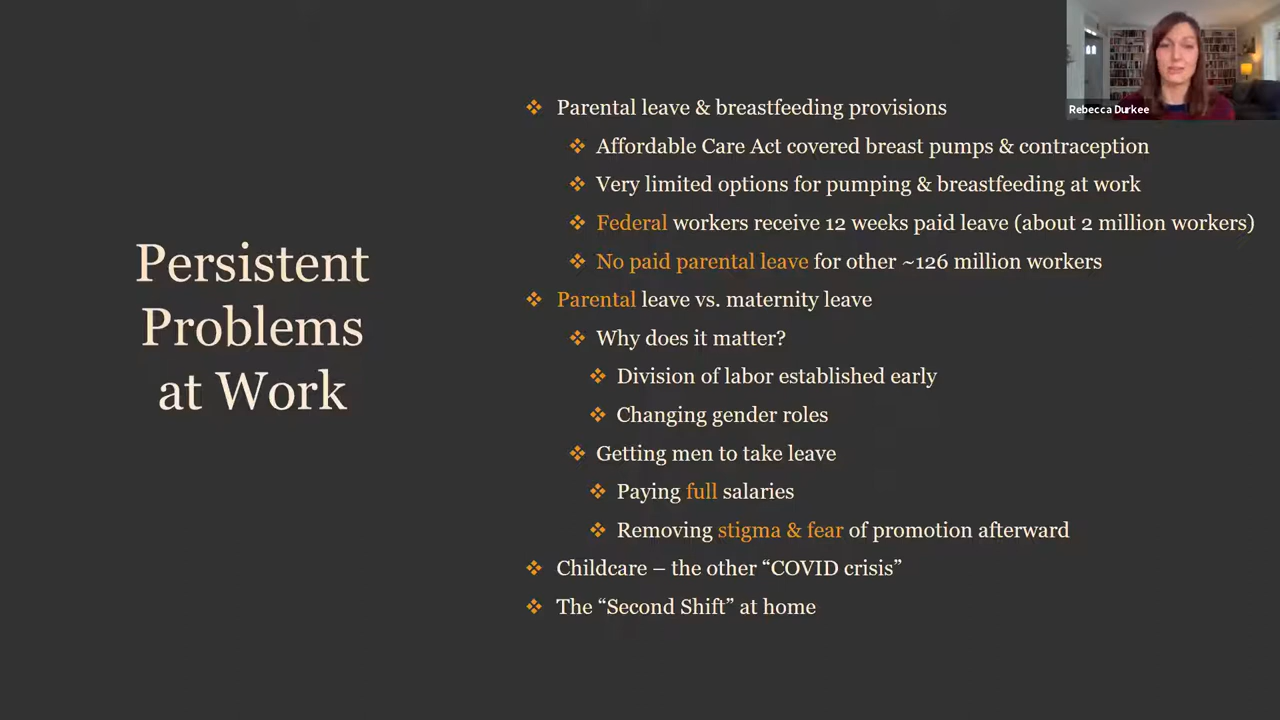 Rebecca Durkee
Persistent
Problems
at Work
❖ Parental leave & breastfeeding provisions
❖ Affordable Care Act covered breast pumps & contraception
❖ Very limited options for pumping & breastfeeding at work
❖ Federal workers receive 12 weeks paid leave (about 2 million workers)
❖ No paid parental leave for other ~126 million workers
❖ Parental leave vs. maternity leave
❖ Why does it matter?
❖ Division of labor established early
❖ Changing gender roles
❖ Getting men to take leave
❖ Paying full salaries
❖ Removing stigma & fear of promotion afterward
❖ Childcare – the other “COVID crisis”
❖ The “Second Shift” at home